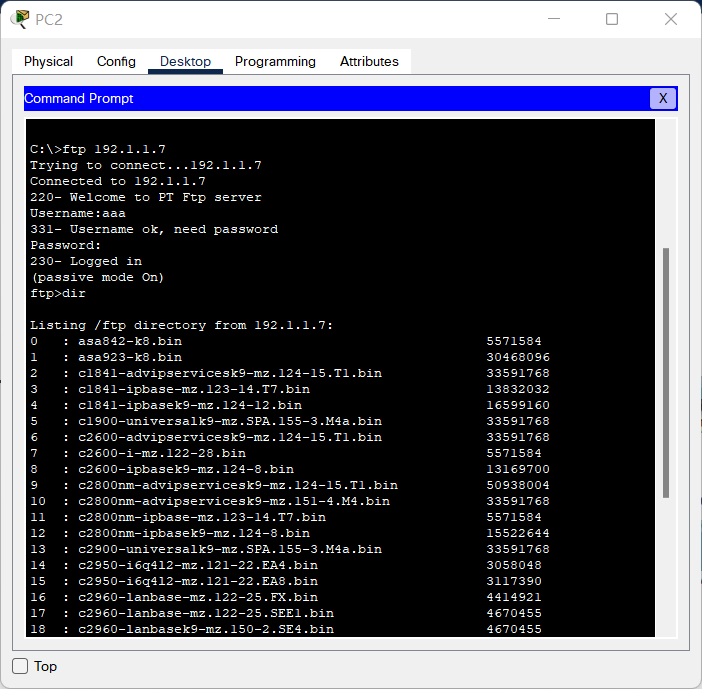 PC2
Physical Config Desktop Programming Attributes
Command Prompt X
C:\>ftp 192.1.1.7
Trying to connect...192.1.1.7
Connected to 192.1.1.7
220- Welcome to PT Ftp server
Username:aaa
331- Username ok, need password
Password:
230- Logged in
(passive mode On)
ftp>dir
Listing /ftp directory from 192.1.1.7:
0 : asa842-k8.bin 5571584
1 : asa923-k8.bin 30468096
2 : c1841-advipservicesk9-mz.124-15.T1.bin 33591768
3 : c1841-ipbase-mz.123-14.T7.bin 13832032
4 : c1841-ipbasek9-mz.124-12.bin 16599160
5 : c1900-universalk9-mz.SPA.155-3.M4a.bin 33591768
6 : c2600-advipservicesk9-mz.124-15.T1.bin 33591768
7 : c2600-i-mz.122-28.bin 5571584
8 : c2600-ipbasek9-mz.124-8.bin 13169700
9 : c2800nm-advipservicesk9-mz.124-15.T1.bin 50938004
10 : c2800nm-advipservicesk9-mz.151-4.M4.bin 33591768
11 : c2800nm-ipbase-mz.123-14.T7.bin 5571584
12 : c2800nm-ipbasek9-mz.124-8.bin 15522644
13 : c2900-universalk9-mz.SPA.155-3.M4a.bin 33591768
14 : c2950-i6q4l2-mz.121-22.EA4.bin 3058048
15 : c2950-i6q4l2-mz.121-22.EA8.bin 3117390
16 : c2960-lanbase-mz.122-25.FX.bin 4414921
17 : c2960-lanbase-mz.122-25.SEE1.bin 4670455
18 : c2960-lanbasek9-mz.150-2.SE4.bin 4670455
Top